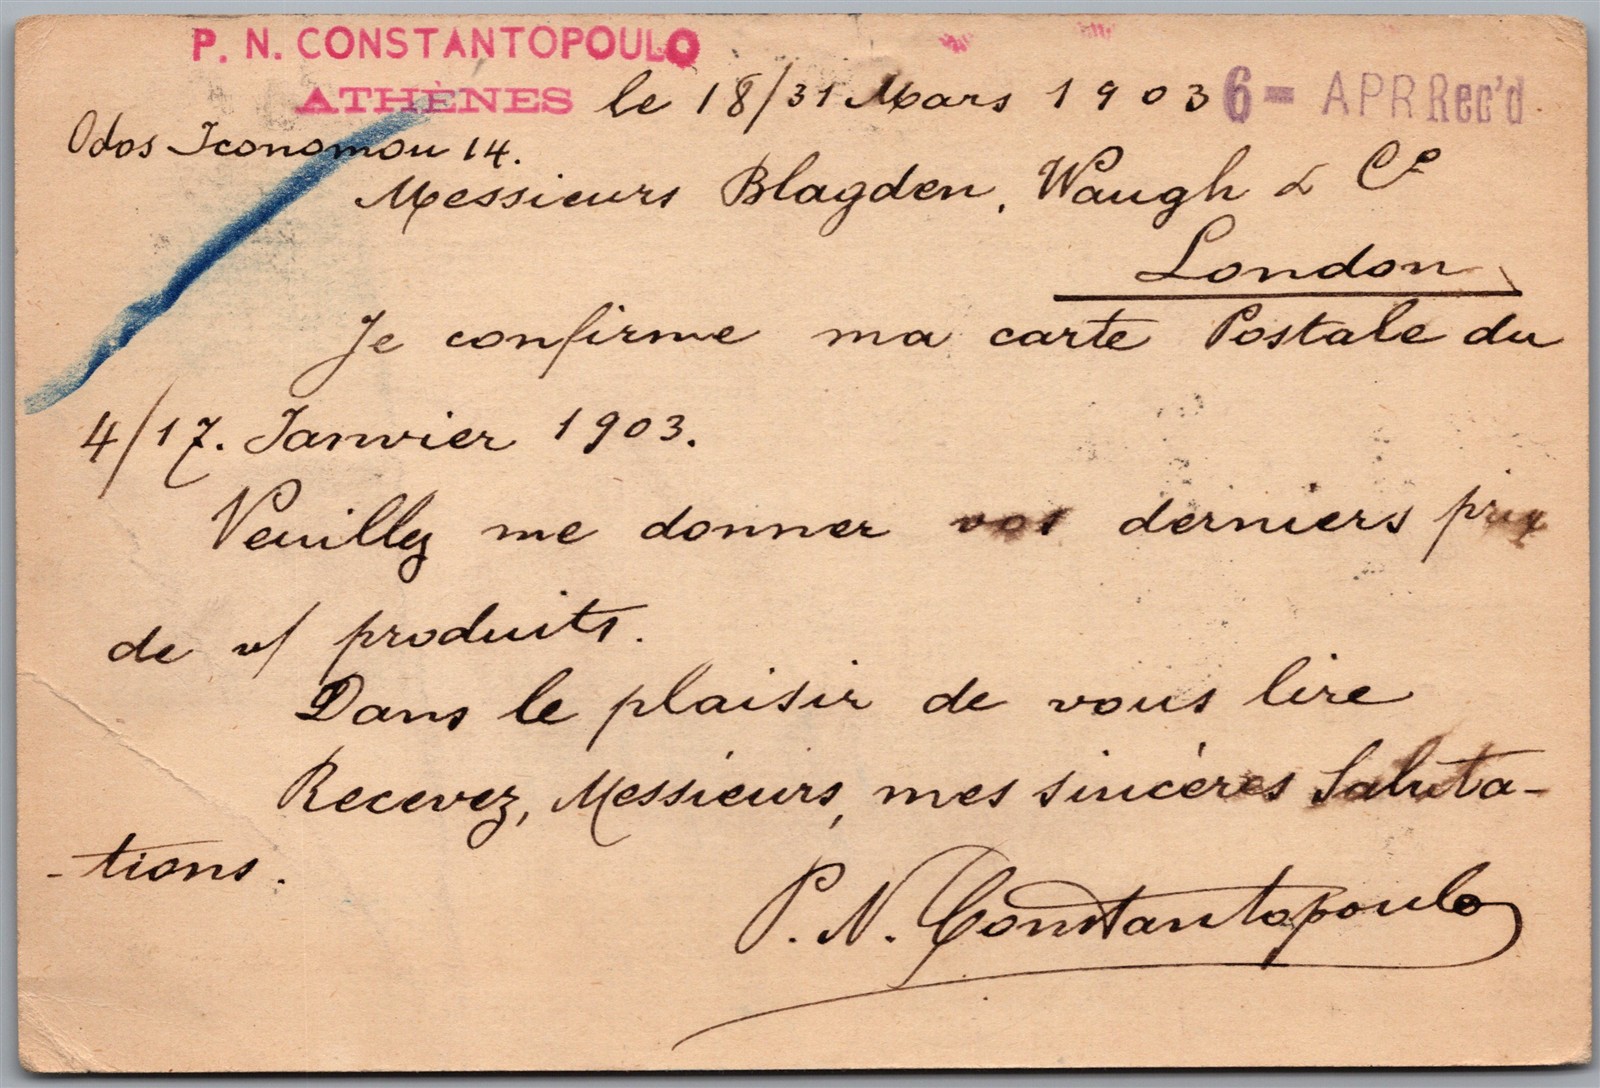 P. N. CONSTANTOPOULO
ATHÈNES le 18/31 Mars 1903 6 - APR Rec'd
Odos Iconomou 14.
Messieurs Blagden, Waugh & Co
London
Je confirme ma carte Postale du
4/17. Janvier 1903.
Veuillez me donner vos derniers prix
de v/ produits.
Dans le plaisir de vous lire
Recevez, Messieurs, mes sincères Saluta-
-tions.
P. N. Constantopoulo